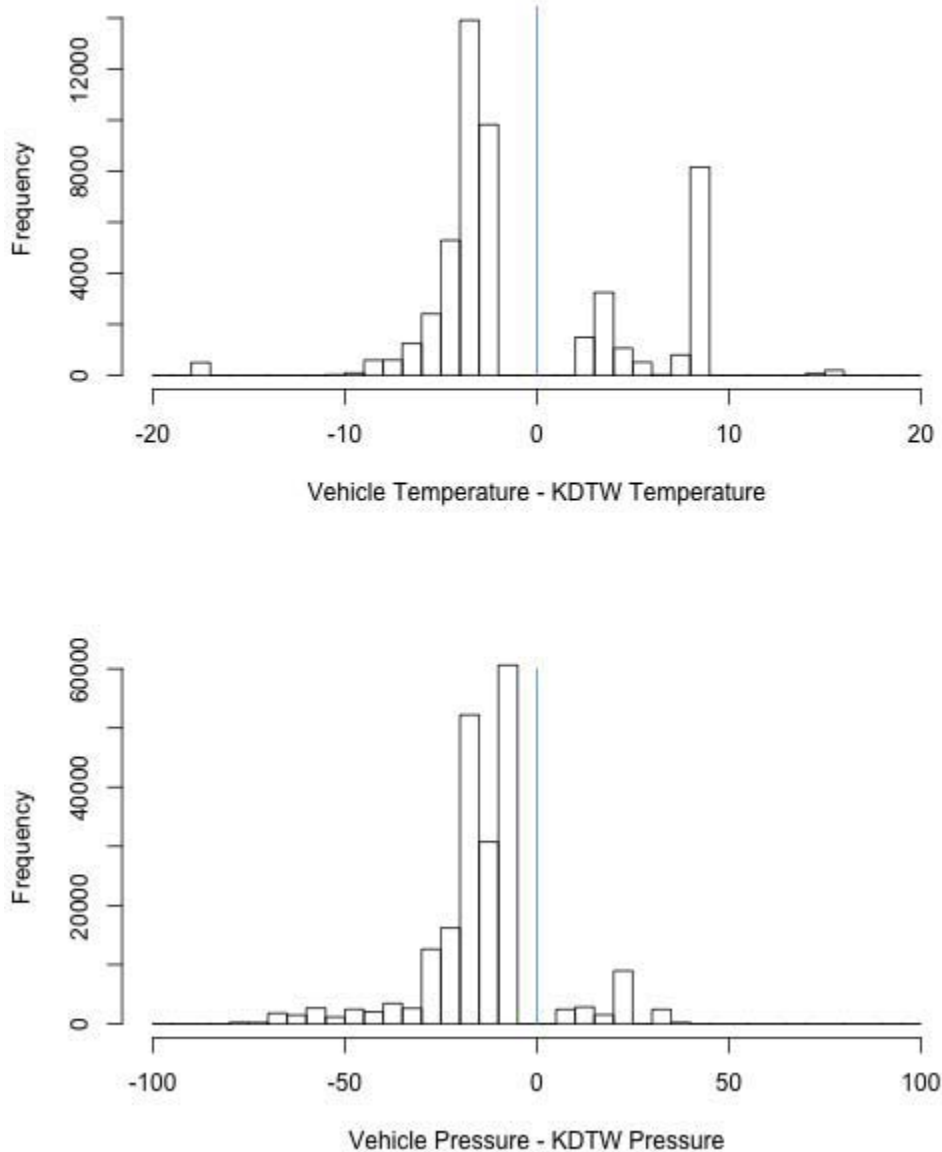 12000
8000
4000
0
Frequency
-20 -10 0 10 20
Vehicle Temperature - KDTW Temperature
60000
40000
20000
0
Frequency
-100 -50 0 50 100
Vehicle Pressure - KDTW Pressure